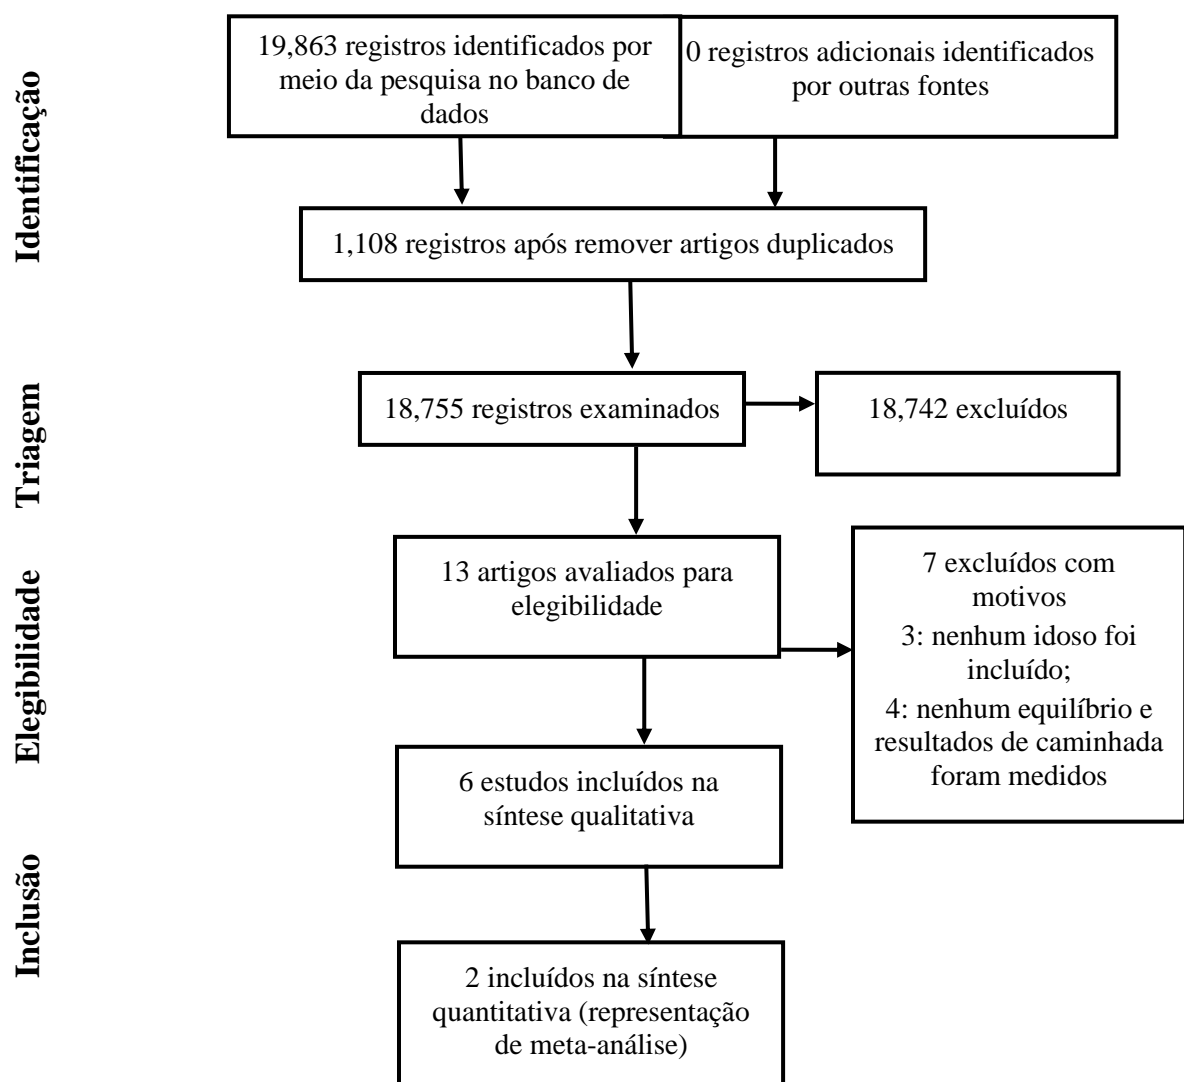 Identificação
19,863 registros identificados por
meio da pesquisa no banco de
dados
0 registros adicionais identificados
por outras fontes
1,108 registros após remover artigos duplicados
Triagem
18,755 registros examinados
18,742 excluídos
Elegibilidade
13 artigos avaliados para
elegibilidade
7 excluídos com
motivos
3: nenhum idoso foi
incluído;
4: nenhum equilíbrio e
resultados de caminhada
foram medidos
Inclusão
6 estudos incluídos na
síntese qualitativa
2 incluídos na síntese
quantitativa (representação
de meta-análise)